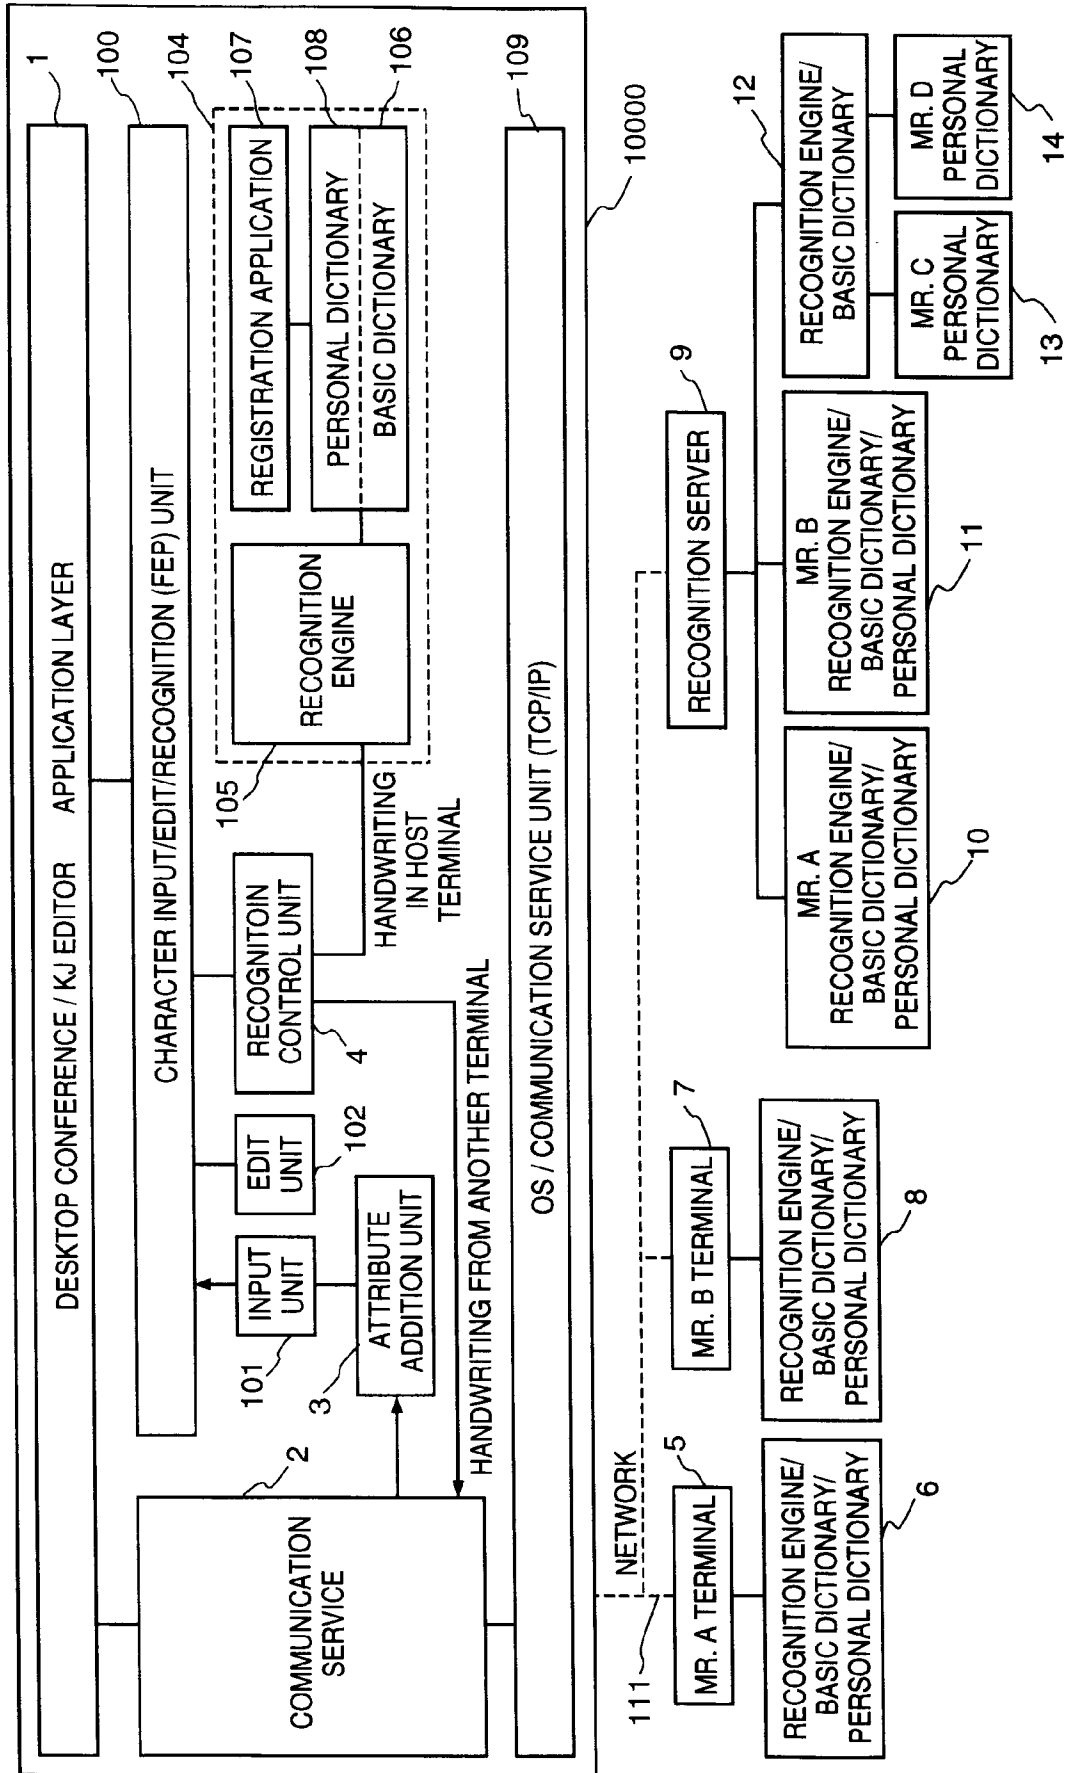 1
DESKTOP CONFERENCE / KJ EDITOR APPLICATION LAYER
100
CHARACTER INPUT/EDIT/RECOGNITION (FEP) UNIT
104
2
COMMUNICATION
SERVICE
101
INPUT
UNIT
3
ATTRIBUTE
ADDITION UNIT
EDIT
UNIT
102
RECOGNITOIN
CONTROL UNIT
4
HANDWRITING
IN HOST
TERMINAL
HANDWRITING FROM ANOTHER TERMINAL
105
RECOGNITION
ENGINE
107
REGISTRATION APPLICATION
108
PERSONAL DICTIONARY
106
BASIC DICTIONARY
109
OS / COMMUNICATION SERVICE UNIT (TCP/IP)
10000
NETWORK
111
5
MR. A TERMINAL
RECOGNITION ENGINE/
BASIC DICTIONARY/
PERSONAL DICTIONARY
6
7
MR. B TERMINAL
RECOGNITION ENGINE/
BASIC DICTIONARY/
PERSONAL DICTIONARY
8
9
RECOGNITION SERVER
MR. A
RECOGNITION ENGINE/
BASIC DICTIONARY/
PERSONAL DICTIONARY
10
MR. B
RECOGNITION ENGINE/
BASIC DICTIONARY/
PERSONAL DICTIONARY
11
12
RECOGNITION ENGINE/
BASIC DICTIONARY
MR. C
PERSONAL
DICTIONARY
13
MR. D
PERSONAL
DICTIONARY
14